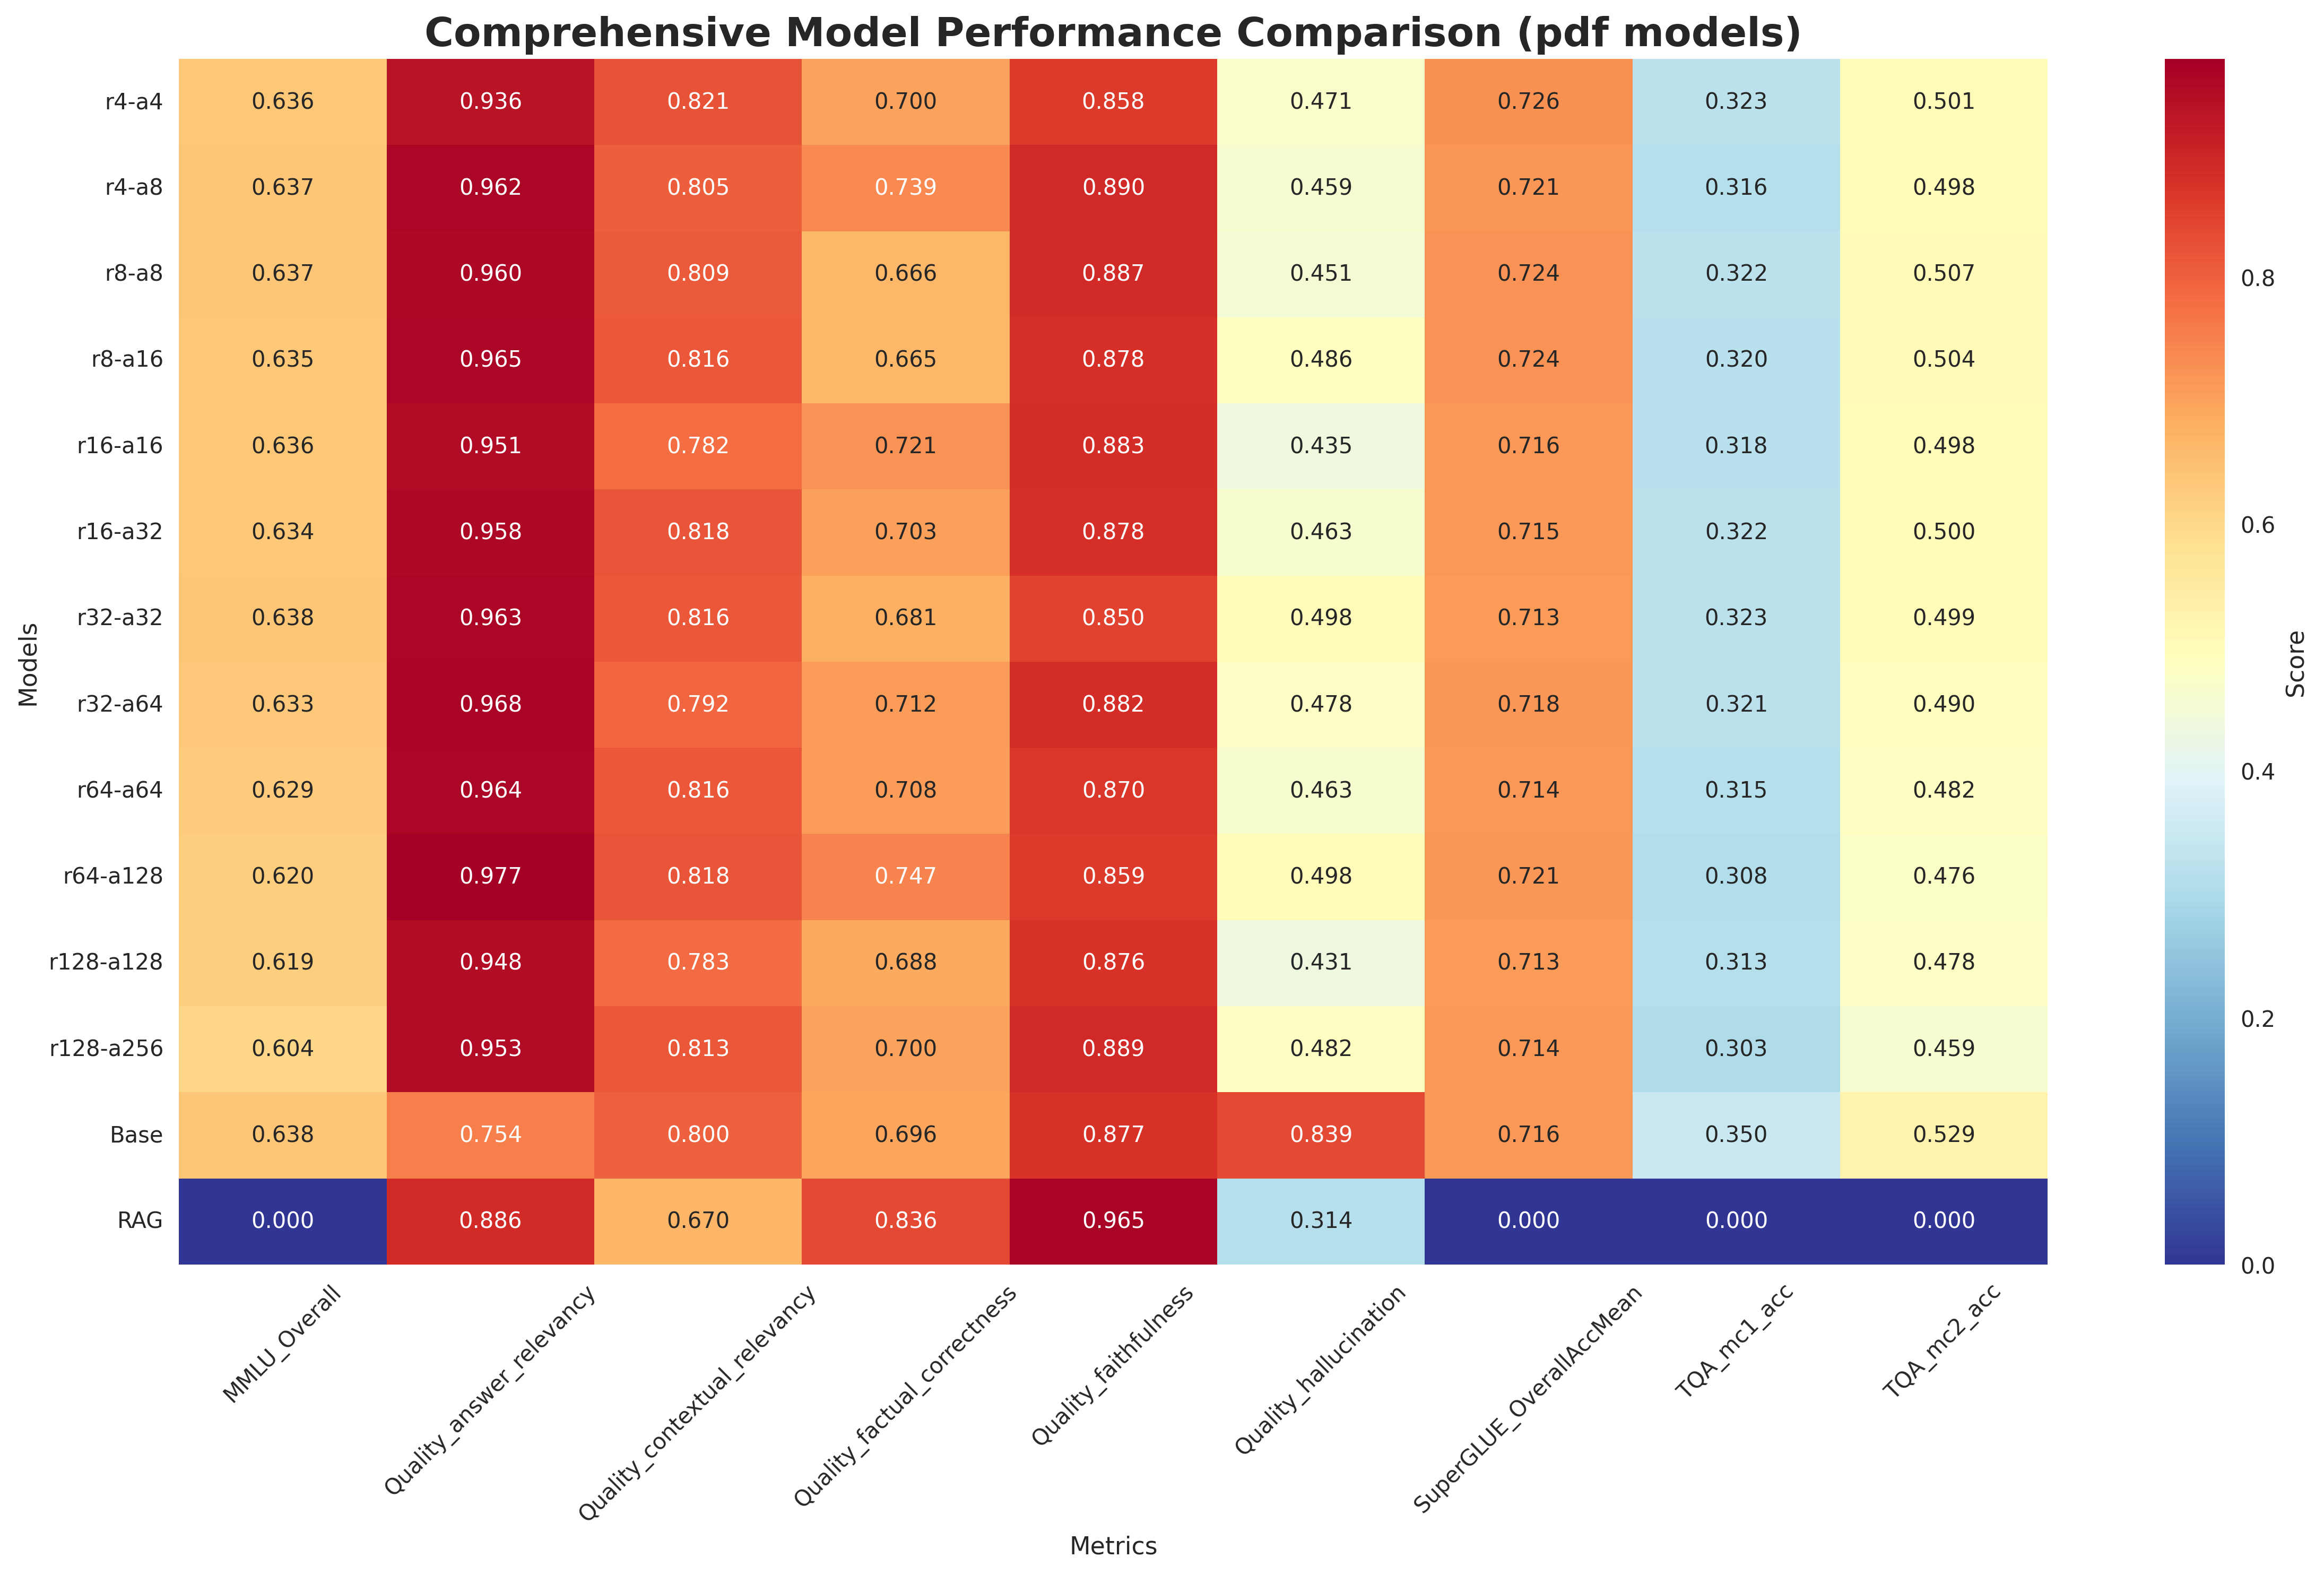 Comprehensive Model Performance Comparison (pdf models)
r4-a4 0.636 0.936 0.821 0.700 0.858 0.471 0.726 0.323 0.501
r4-a8 0.637 0.962 0.805 0.739 0.890 0.459 0.721 0.316 0.498
r8-a8 0.637 0.960 0.809 0.666 0.887 0.451 0.724 0.322 0.507
r8-a16 0.635 0.965 0.816 0.665 0.878 0.486 0.724 0.320 0.504
r16-a16 0.636 0.951 0.782 0.721 0.883 0.435 0.716 0.318 0.498
r16-a32 0.634 0.958 0.818 0.703 0.878 0.463 0.715 0.322 0.500
r32-a32 0.638 0.963 0.816 0.681 0.850 0.498 0.713 0.323 0.499
r32-a64 0.633 0.968 0.792 0.712 0.882 0.478 0.718 0.321 0.490
r64-a64 0.629 0.964 0.816 0.708 0.870 0.463 0.714 0.315 0.482
r64-a128 0.620 0.977 0.818 0.747 0.859 0.498 0.721 0.308 0.476
r128-a128 0.619 0.948 0.783 0.688 0.876 0.431 0.713 0.313 0.478
r128-a256 0.604 0.953 0.813 0.700 0.889 0.482 0.714 0.303 0.459
Base 0.638 0.754 0.800 0.696 0.877 0.839 0.716 0.350 0.529
RAG 0.000 0.886 0.670 0.836 0.965 0.314 0.000 0.000 0.000
Models
MMLU_Overall
Quality_answer_relevancy
Quality_contextual_relevancy
Quality_factual_correctness
Quality_faithfulness
Quality_hallucination
SuperGLUE_OverallAccMean
TQA_mc1_acc
TQA_mc2_acc
Metrics
0.8
0.6
0.4
0.2
0.0
Score